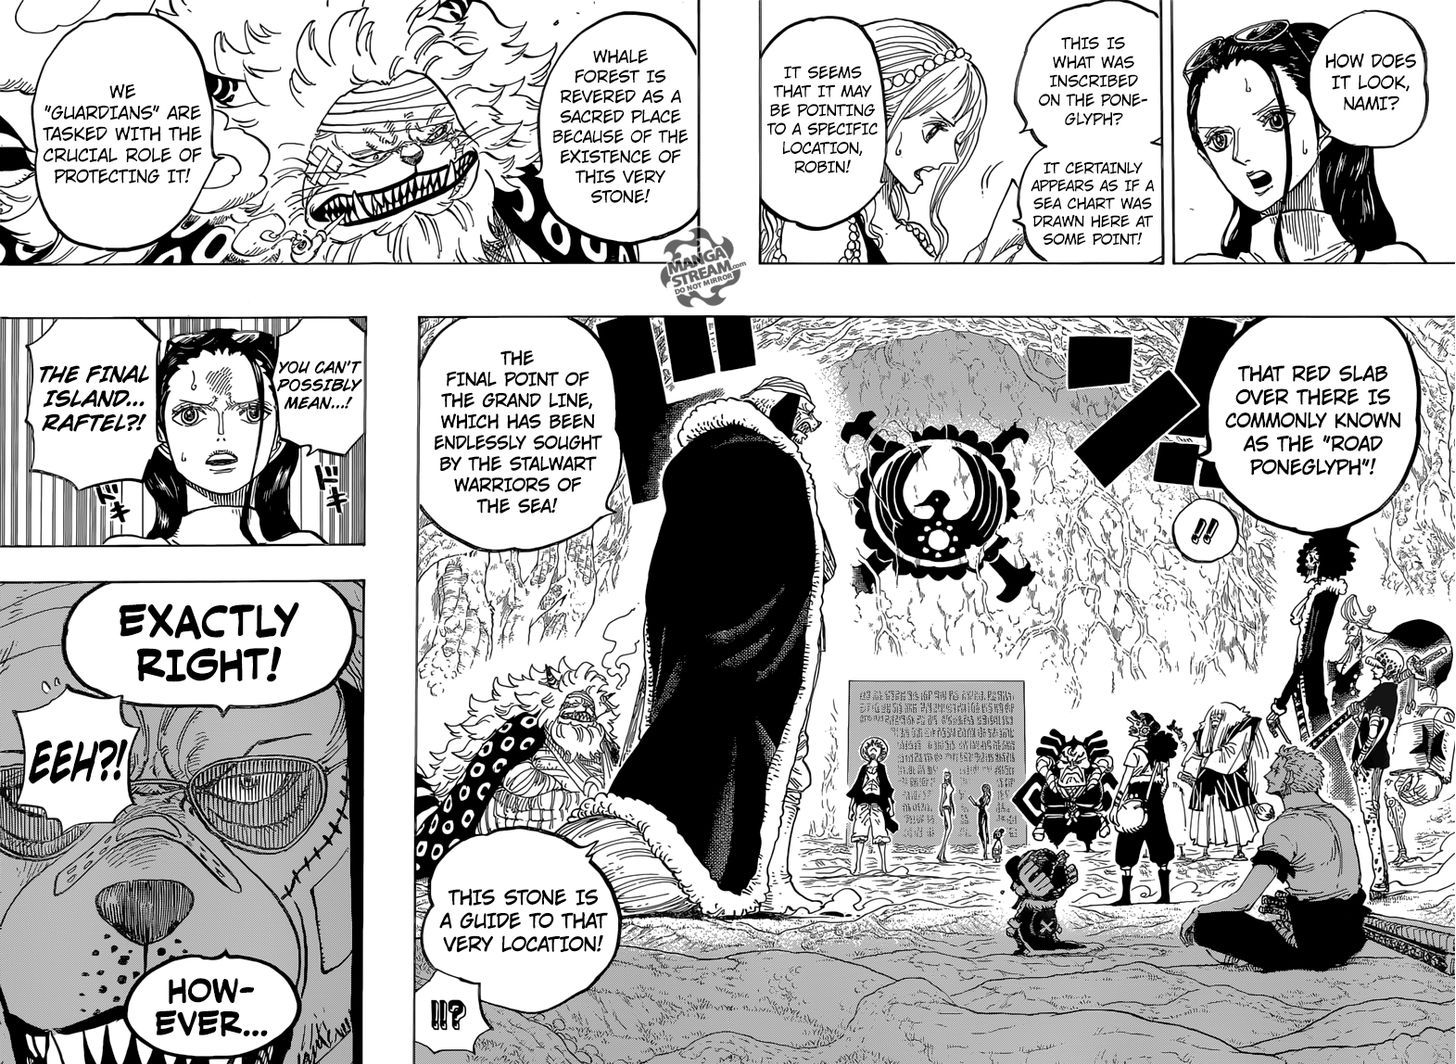 HOW DOES
IT LOOK,
NAMI?
THIS IS
WHAT WAS
INSCRIBED
ON THE PONE-
GLYPH?
IT CERTAINLY
APPEARS AS IF A
SEA CHART WAS
DRAWN HERE AT
SOME POINT!
IT SEEMS
THAT IT MAY
BE POINTING
TO A SPECIFIC
LOCATION,
ROBIN!
WHALE
FOREST IS
REVERED AS A
SACRED PLACE
BECAUSE OF THE
EXISTENCE OF
THIS VERY
STONE!
WE
"GUARDIANS" ARE
TASKED WITH THE
CRUCIAL ROLE OF
PROTECTING IT!
MANGA
STREAM.com
DO NOT MIRROR
THAT RED SLAB
OVER THERE IS
COMMONLY KNOWN
AS THE "ROAD
PONEGLYPH"!
!!
THE
FINAL POINT OF
THE GRAND LINE,
WHICH HAS BEEN
ENDLESSLY SOUGHT
BY THE STALWART
WARRIORS OF
THE SEA!
THIS STONE IS
A GUIDE TO THAT
VERY LOCATION!
!!?
YOU CAN'T
POSSIBLY
MEAN...!
THE FINAL
ISLAND...
RAFTEL?!
ドキ
ドキ
EXACTLY
RIGHT!
EEH?!
HOW-
EVER...